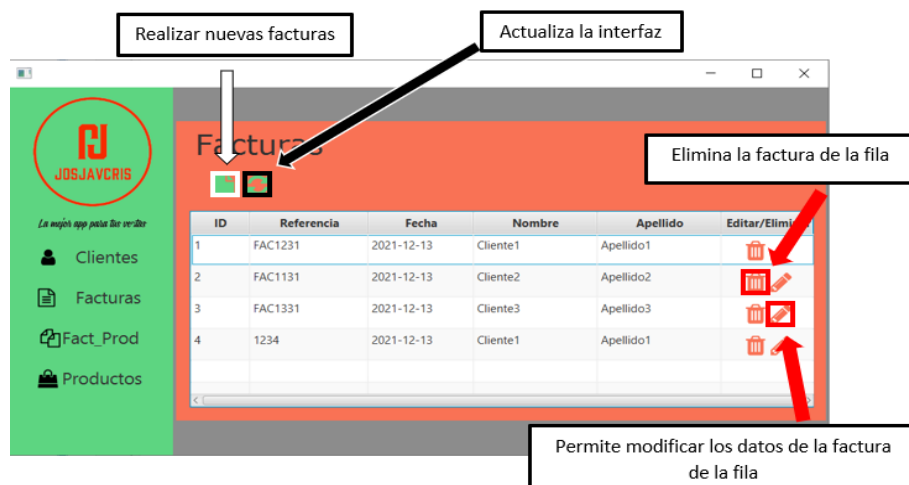 Realizar nuevas facturas
Actualiza la interfaz
JOSJAVCRIS
La mejor app para tus ventas
Clientes
Facturas
Fact_Prod
Productos
Facturas
Elimina la factura de la fila
ID Referencia Fecha Nombre Apellido
1 FAC1231 2021-12-13 Cliente1 Apellido1
2 FAC1131 2021-12-13 Cliente2 Apellido2
3 FAC1331 2021-12-13 Cliente3 Apellido3
4 1234 2021-12-13 Cliente1 Apellido1
Permite modificar los datos de la factura
de la fila